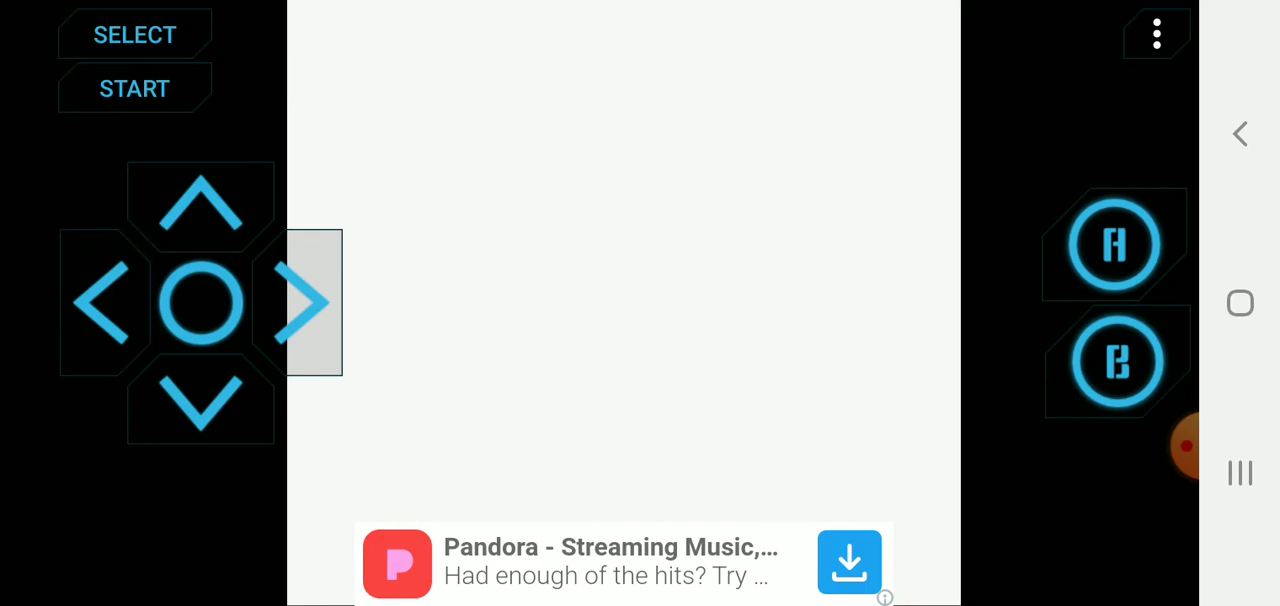 SELECT
START
A
B
P
Pandora - Streaming Music,...
Had enough of the hits? Try ...